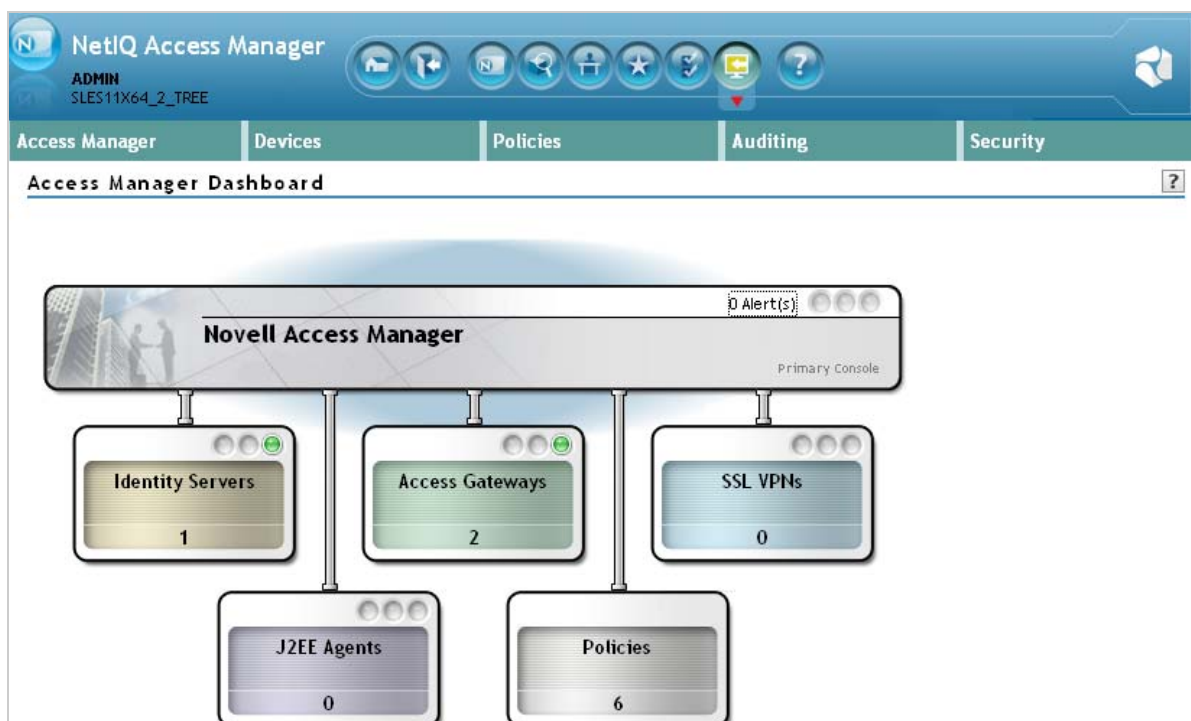 NetIQ Access Manager
ADMIN
SLES11X64_2_TREE
N
N
?
Access Manager
Devices
Policies
Auditing
Security
Access Manager Dashboard
?
0 Alert(s)
Novell Access Manager
Primary Console
Identity Servers
1
Access Gateways
2
SSL VPNs
0
J2EE Agents
0
Policies
6